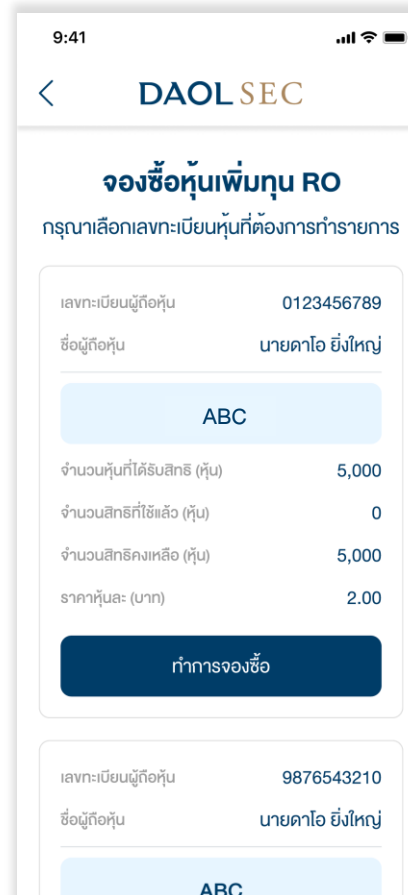 9:41
DAOL SEC
จองซื้อหุ้นเพิ่มทุน RO
กรุณาเลือกเลขทะเบียนหุ้นที่ต้องการทำรายการ
เลขทะเบียนผู้ถือหุ้น 0123456789
ชื่อผู้ถือหุ้น นายดาโอ ยิ่งใหญ่
ABC
จำนวนหุ้นที่ได้รับสิทธิ (หุ้น) 5,000
จำนวนสิทธิที่ใช้แล้ว (หุ้น) 0
จำนวนสิทธิคงเหลือ (หุ้น) 5,000
ราคาหุ้นละ (บาท) 2.00
ทำการจองซื้อ
เลขทะเบียนผู้ถือหุ้น 9876543210
ชื่อผู้ถือหุ้น นายดาโอ ยิ่งใหญ่
ABC